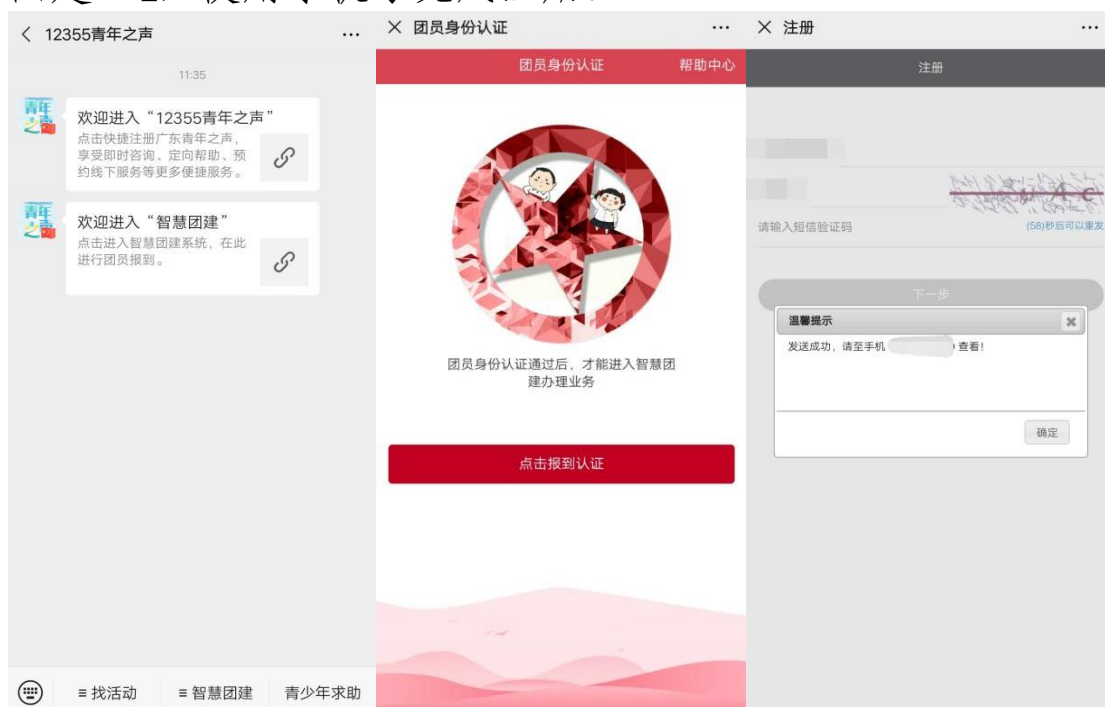 12355青年之声
11:35
青年之声
欢迎进入“12355青年之声”
点击快捷注册广东青年之声，
享受即时咨询、定向帮助、预
约线下服务等更多便捷服务。
青年之声
欢迎进入“智慧团建”
点击进入智慧团建系统，在此
进行团员报到。
找活动
智慧团建
青少年求助
团员身份认证
团员身份认证
帮助中心
团员身份认证通过后，才能进入智慧团
建办理业务
点击报到认证
注册
注册
请输入短信验证码
(58)秒后可以重发
下一步
温馨提示
发送成功，请至手机
查看！
确定